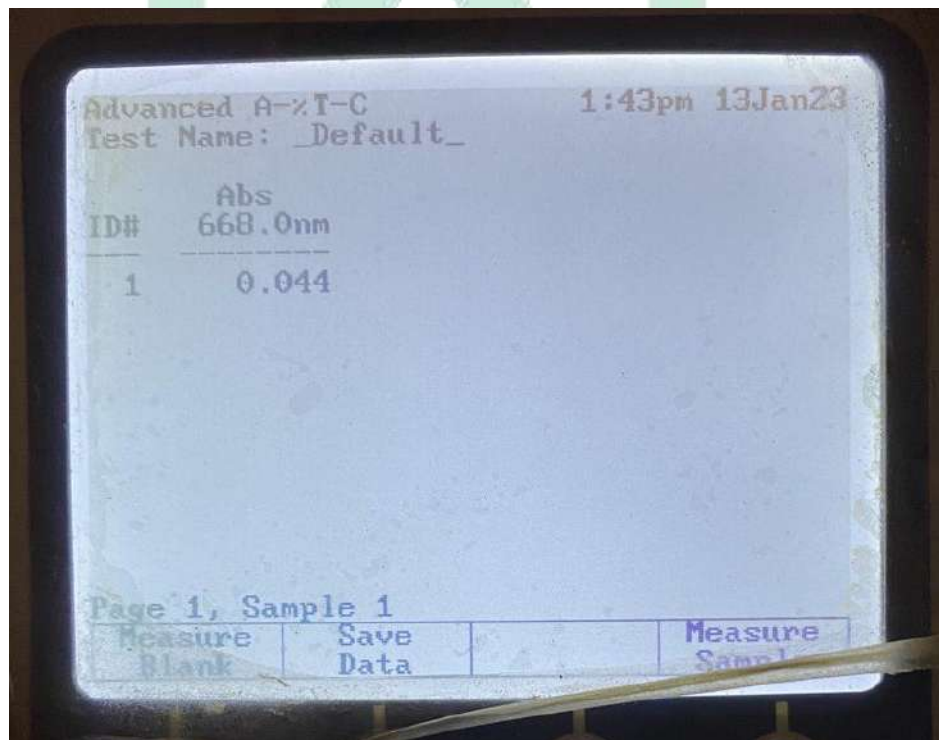 Advanced A-%T-C 1:43pm 13Jan23
Test Name: _Default_
Abs
ID# 668.0nm
1 0.044
Page 1, Sample 1
Measure Save Measure
Blank Data